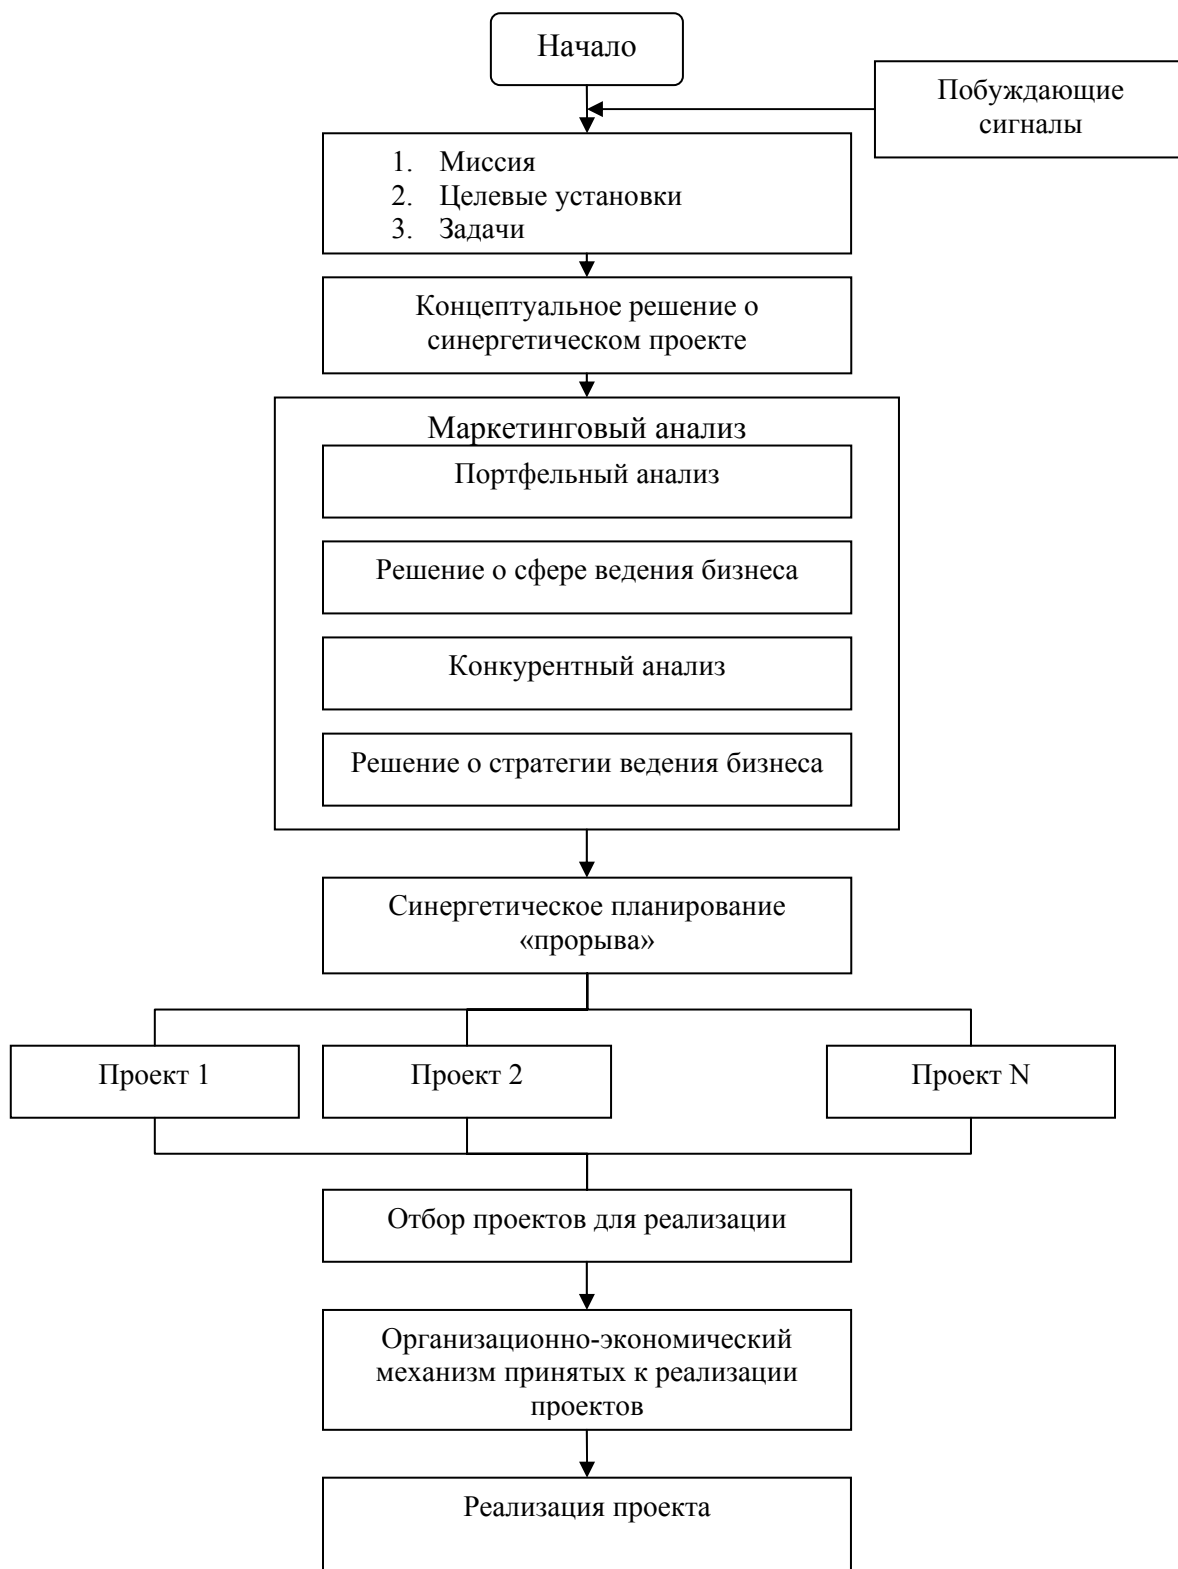 Начало
Побуждающие
сигналы
1. Миссия
2. Целевые установки
3. Задачи
Концептуальное решение о
синергетическом проекте
Маркетинговый анализ
Портфельный анализ
Решение о сфере ведения бизнеса
Конкурентный анализ
Решение о стратегии ведения бизнеса
Синергетическое планирование
«прорыва»
Проект 1
Проект 2
Проект N
Отбор проектов для реализации
Организационно-экономический
механизм принятых к реализации
проектов
Реализация проекта